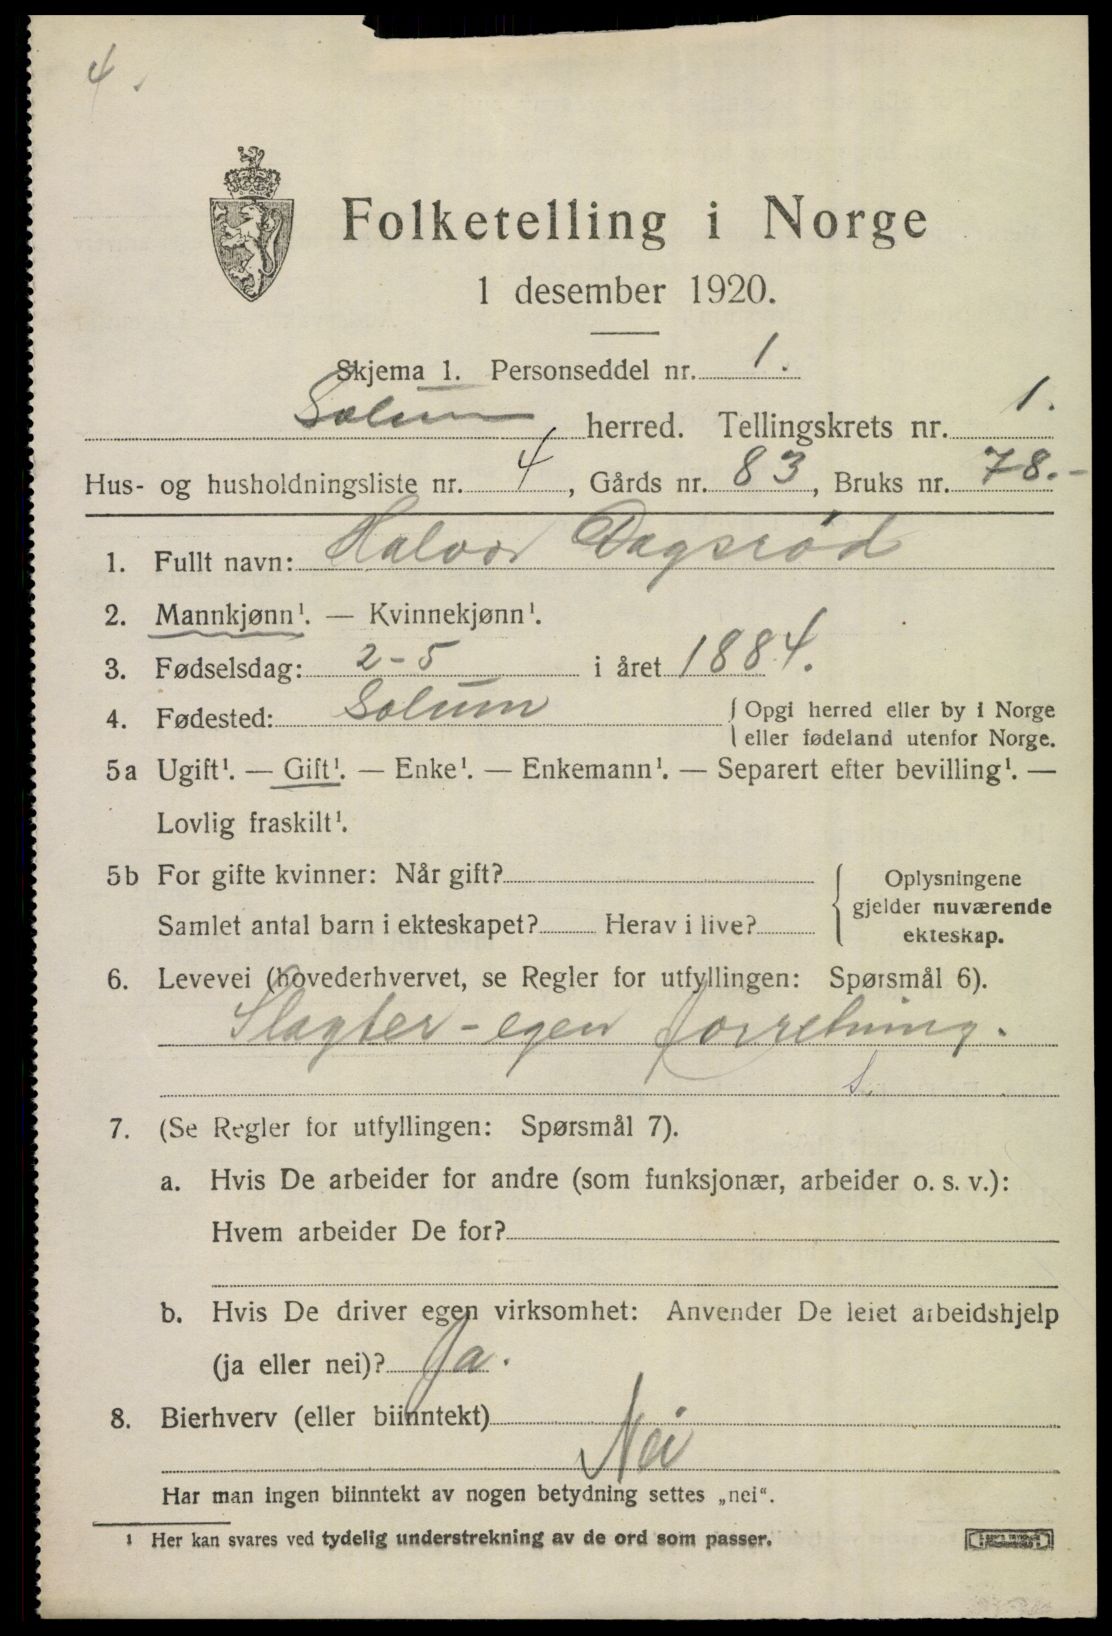 4.
Folketelling i Norge
1 desember 1920.
Skjema 1. Personseddel nr. 1.
Solum herred. Tellingskrets nr. 1.
Hus- og husholdningsliste nr. 4, Gårds nr. 83, Bruks nr. 78.-
1. Fullt navn: Halvor Dagsrød
2. Mannkjønn¹. — Kvinnekjønn¹.
3. Fødselsdag: 2-5 i året 1884.
4. Fødested: Solum { Opgi herred eller by i Norge
eller fødeland utenfor Norge.
5a Ugift¹. — Gift¹. — Enke¹. — Enkemann¹. — Separert efter bevilling¹. —
Lovlig fraskilt¹.
5b For gifte kvinner: Når gift?
Samlet antal barn i ekteskapet? Herav i live?
{ Oplysningene
gjelder nuværende
ekteskap.
6. Levevei (hovederhvervet, se Regler for utfyllingen: Spørsmål 6).
Slagter - egen forretning.
S.
7. (Se Regler for utfyllingen: Spørsmål 7).
a. Hvis De arbeider for andre (som funksjonær, arbeider o. s. v.):
Hvem arbeider De for?
b. Hvis De driver egen virksomhet: Anvender De leiet arbeidshjelp
(ja eller nei)? Ja.
8. Bierhverv (eller biinntekt)
Nei
Har man ingen biinntekt av nogen betydning settes „nei“.
¹ Her kan svares ved tydelig understrekning av de ord som passer.